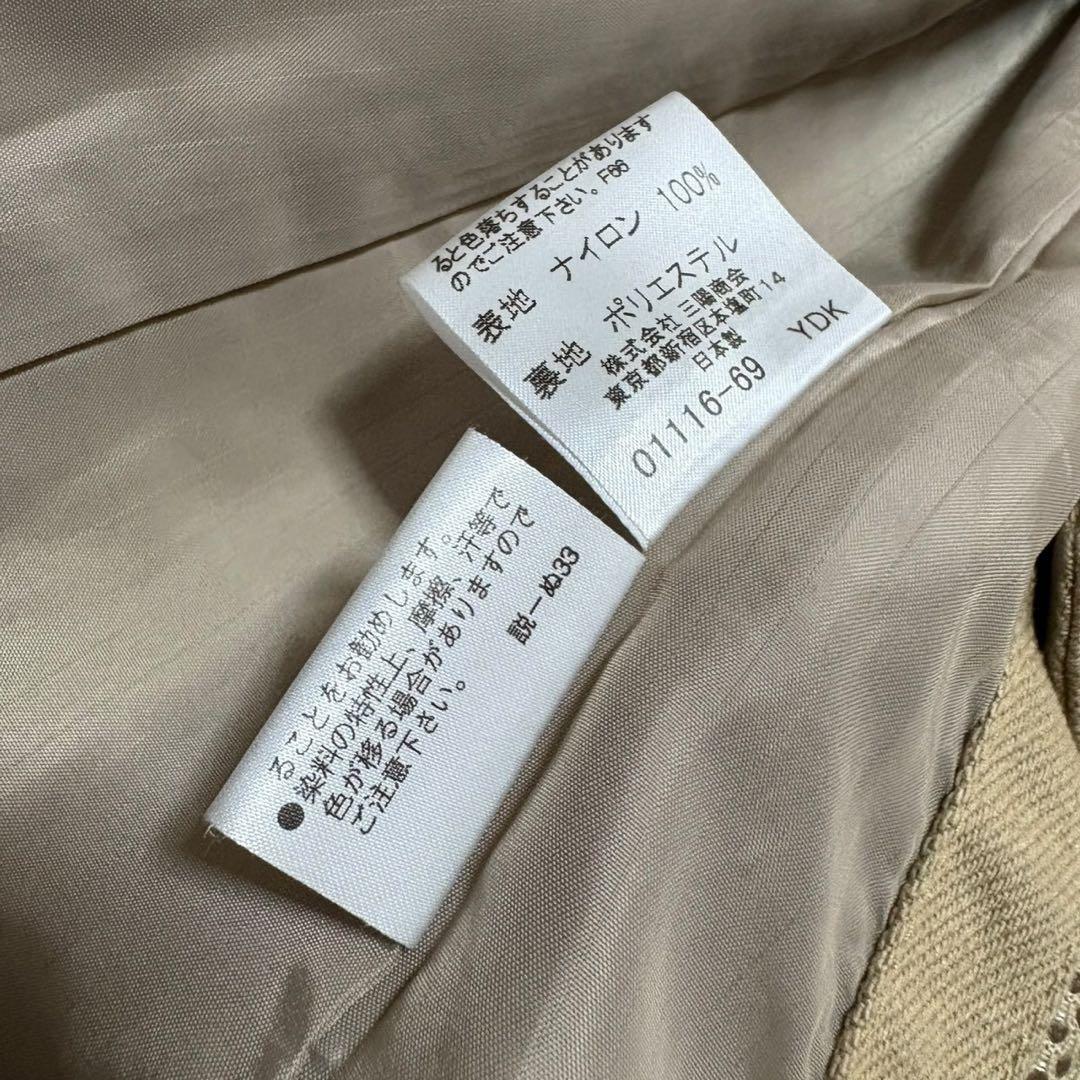 ると色落ちすることがあります
のでご注意下さい。F66
表地 ナイロン 100%
裏地 ポリエステル
株式会社 三陽商会
東京都新宿区本塩町14
日本製
01116-69 YDK
ることをお勧めします。
●染料の特性上、摩擦、汗等で
色が移る場合がありますので
ご注意下さい。
説ーぬ33